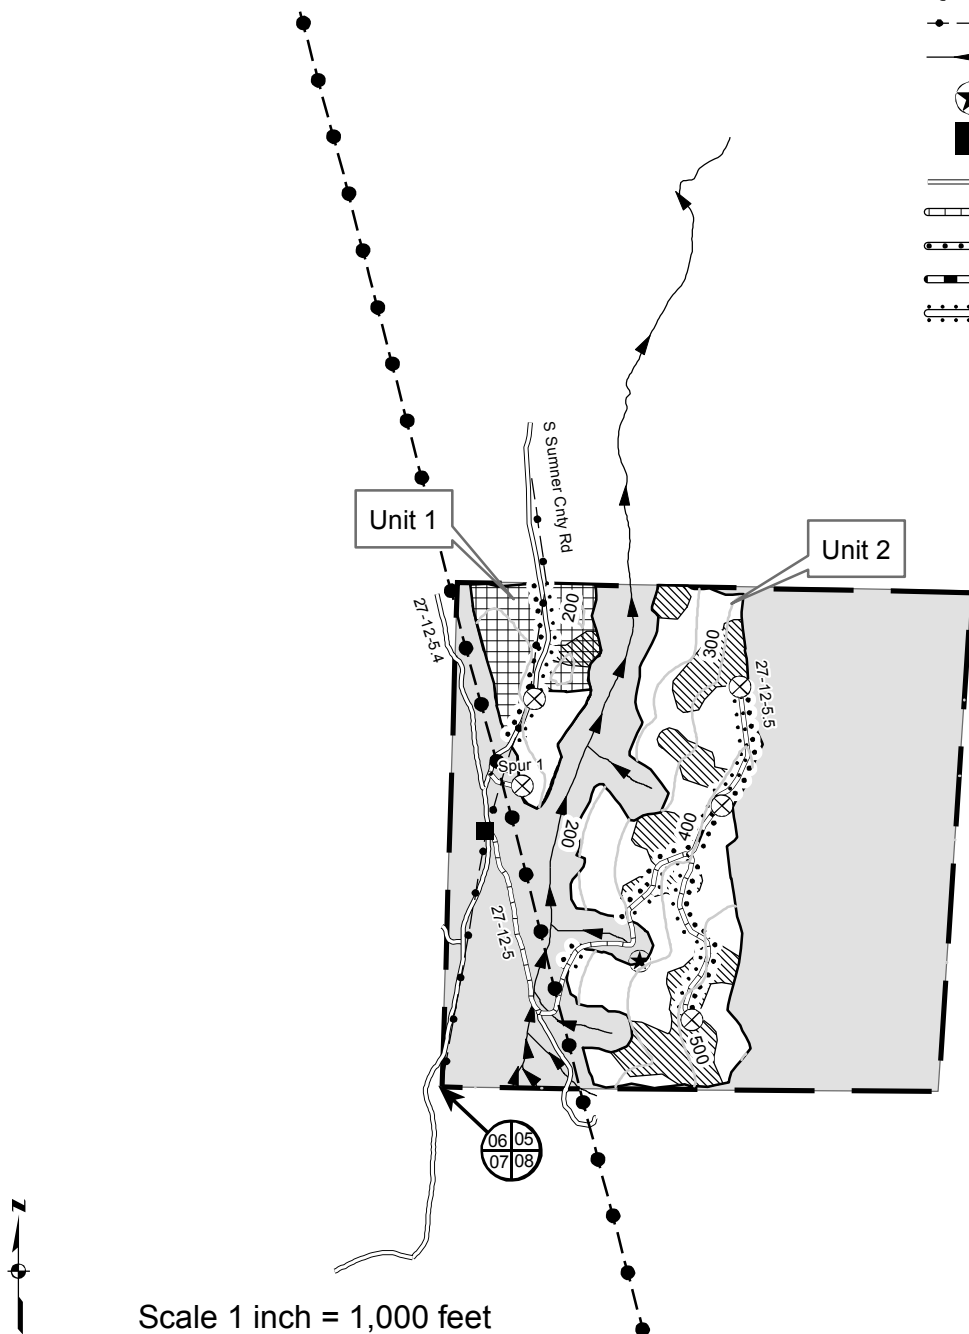 S Sumner Cnty Rd
Unit 1
Unit 2
200
27-12-5.4
300
27-12-5.5
Spur 1
200
400
27-12-5
500
06 05
07 08
Z
Scale 1 inch = 1,000 feet